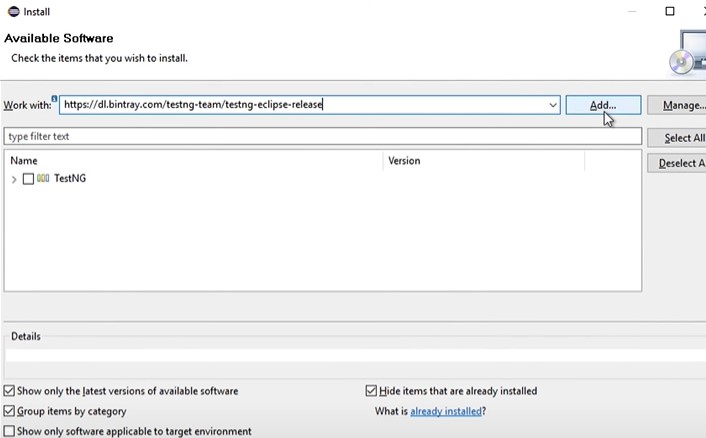 Install
Available Software
Check the items that you wish to install.
Work with: https://dl.bintray.com/testng-team/testng-eclipse-release Add... Manage...
type filter text Select All
Name Version Deselect A
TestNG
Details
Show only the latest versions of available software Hide items that are already installed
Group items by category What is already installed?
Show only software applicable to target environment